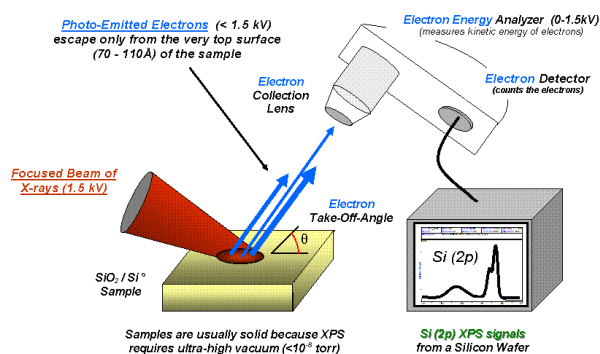 Photo-Emitted Electrons (< 1.5 kV)
escape only from the very top surface
(70 - 110Å) of the sample
Electron Energy Analyzer (0-1.5kV)
(measures kinetic energy of electrons)
Electron Detector
(counts the electrons)
Electron
Collection
Lens
Focused Beam of
X-rays (1.5 kV)
Electron
Take-Off-Angle
θ
SiO₂ / Si°
Sample
Si (2p)
Samples are usually solid because XPS
requires ultra-high vacuum (<10⁻⁸ torr)
Si (2p) XPS signals
from a Silicon Wafer